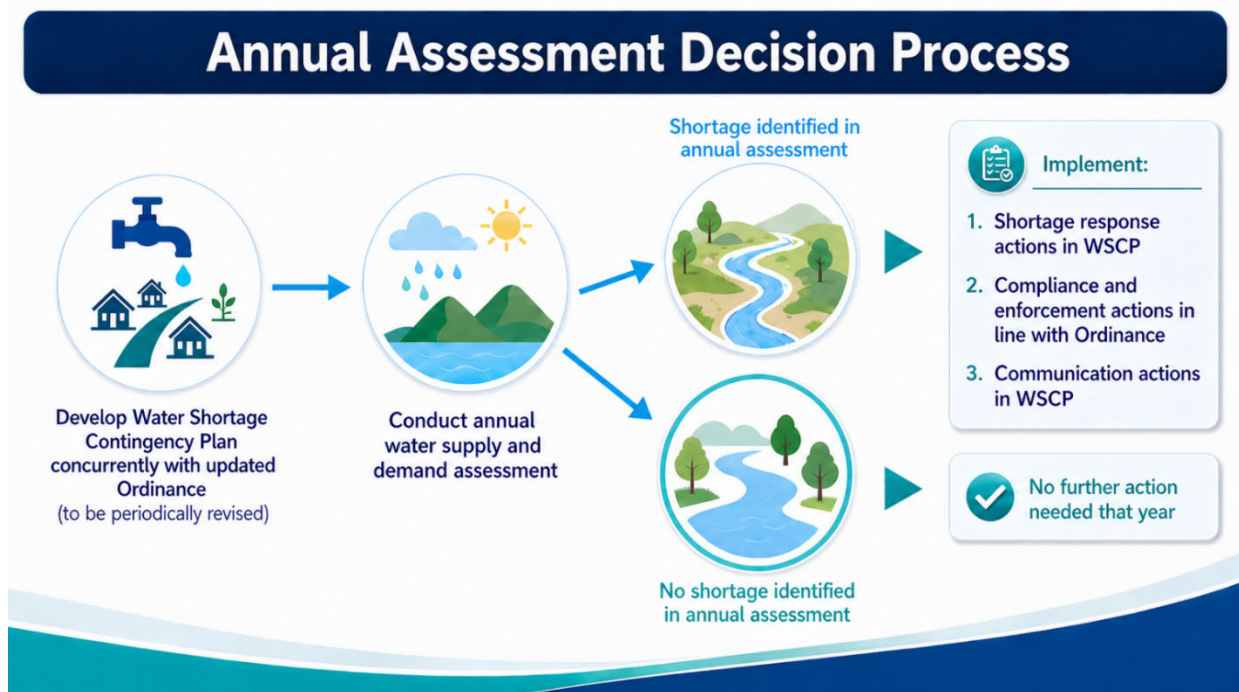 Annual Assessment Decision Process
Develop Water Shortage
Contingency Plan
concurrently with updated
Ordinance
(to be periodically revised)
Conduct annual
water supply and
demand assessment
Shortage identified in
annual assessment
Implement:
1. Shortage response
actions in WSCP
2. Compliance and
enforcement actions in
line with Ordinance
3. Communication actions
in WSCP
No shortage identified
in annual assessment
No further action
needed that year